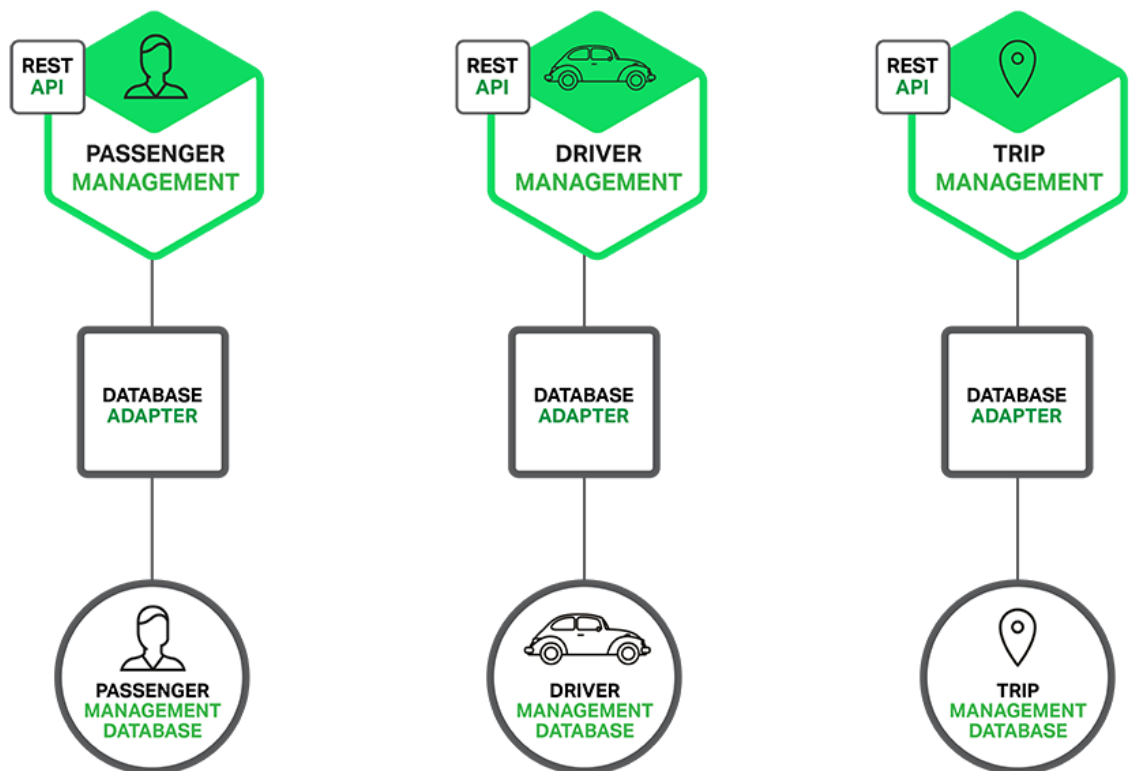 REST
API
PASSENGER
MANAGEMENT
REST
API
DRIVER
MANAGEMENT
REST
API
TRIP
MANAGEMENT
DATABASE
ADAPTER
DATABASE
ADAPTER
DATABASE
ADAPTER
PASSENGER
MANAGEMENT
DATABASE
DRIVER
MANAGEMENT
DATABASE
TRIP
MANAGEMENT
DATABASE